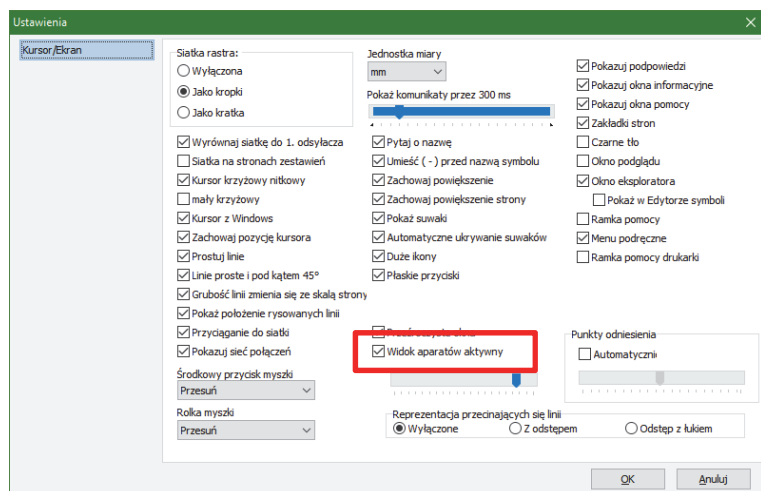 Ustawienia
Kursor/Ekran
Siatka rastra:
Wyłączona
Jako kropki
Jako kratka
Jednostka miary
mm
Pokaż komunikaty przez 300 ms
Pokazuj podpowiedzi
Pokazuj okna informacyjne
Pokazuj okna pomocy
Zakładki stron
Czarne tło
Okno podglądu
Okno eksploratora
Pokaż w Edytorze symboli
Ramka pomocy
Menu podręczne
Ramka pomocy drukarki
Wyrównaj siatkę do 1. odsyłacza
Siatka na stronach zestawień
Kursor krzyżowy nitkowy
mały krzyżowy
Kursor z Windows
Zachowaj pozycję kursora
Prostuj linie
Linie proste i pod kątem 45°
Grubość linii zmienia się ze skalą strony
Pokaż położenie rysowanych linii
Przyciąganie do siatki
Pokazuj sieć połączeń
Pytaj o nazwę
Umieść ( - ) przed nazwą symbolu
Zachowaj powiększenie
Zachowaj powiększenie strony
Pokaż suwaki
Automatyczne ukrywanie suwaków
Duże ikony
Płaskie przyciski
Widok aparatów aktywny
Środkowy przycisk myszki
Przesuń
Rolka myszki
Przesuń
Punkty odniesienia
Automatyczni
Reprezentacja przecinających się linii
Wyłączone
Z odstępem
Odstęp z łukiem
OK
Anuluj